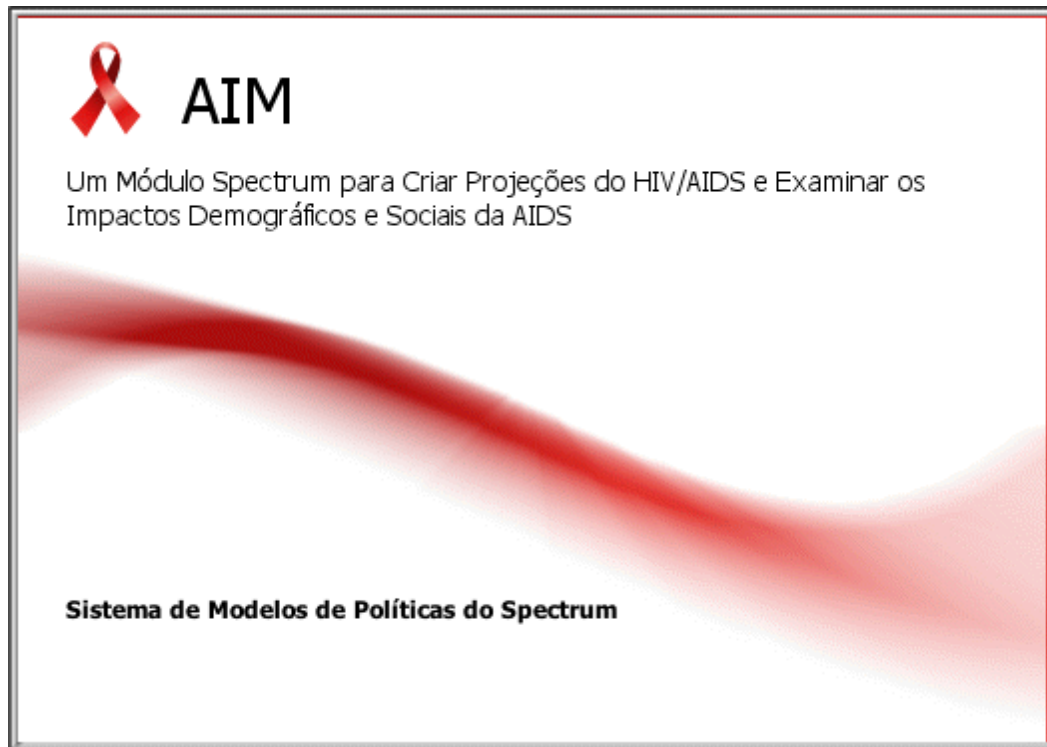 AIM
Um Módulo Spectrum para Criar Projeções do HIV/AIDS e Examinar os
Impactos Demográficos e Sociais da AIDS
Sistema de Modelos de Políticas do Spectrum